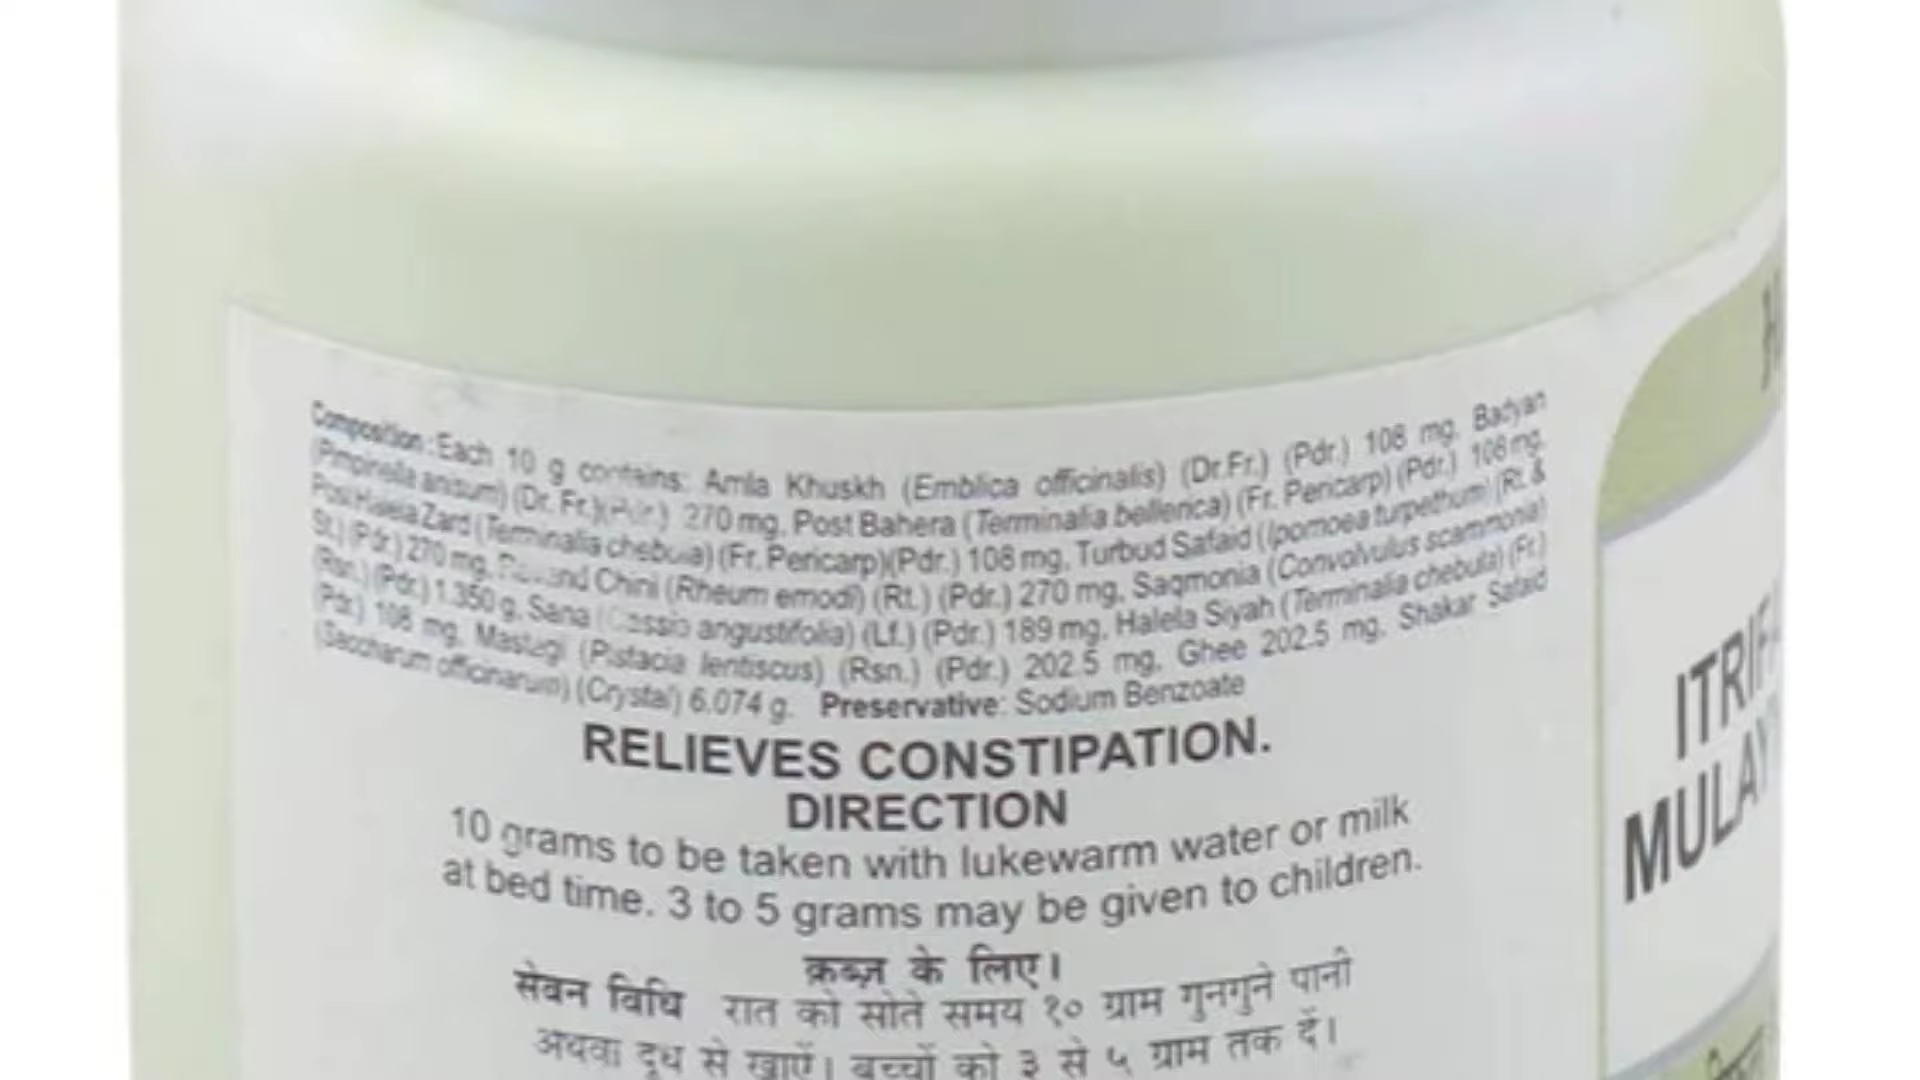 Composition : Each 10 g contains: Amla Khuskh (Emblica officinalis) (Dr.Fr.) (Pdr.) 108 mg, Badyan
(Pimpinella anisum) (Dr. Fr.)(Pdr.) 270 mg, Post Bahera (Terminalia bellerica) (Fr. Pericarp) (Pdr.) 108 mg,
Post Halela Zard (Terminalia chebula) (Fr. Pericarp)(Pdr.) 108 mg, Turbud Safaid (Ipomoea turpethum) (Rt. &
St.) (Pdr.) 270 mg, Chini (Rheum emodi) (Rt.) (Pdr.) 270 mg, Saqmonia (Convolvulus scammonia)
(Rsn.) (Pdr.) 1.350 g, Sana (Cassia angustifolia) (Lf.) (Pdr.) 189 mg, Halela Siyah (Terminalia chebula) (Fr.)
(Pdr.) 108 mg, Mastagi (Pistacia lentiscus) (Rsn.) (Pdr.) 202.5 mg, Ghee 202.5 mg, Shakar Safaid
(Saccharum officinarum) (Crystal) 6.074 g. Preservative: Sodium Benzoate
RELIEVES CONSTIPATION.
DIRECTION
10 grams to be taken with lukewarm water or milk
at bed time. 3 to 5 grams may be given to children.
क़ब्ज़ के लिए।
सेवन विधि रात को सोते समय १० ग्राम गुनगुने पानी
अथवा दूध से खाऐं। बच्चों को ३ से ५ ग्राम तक दें।
ITRIF
MULAY